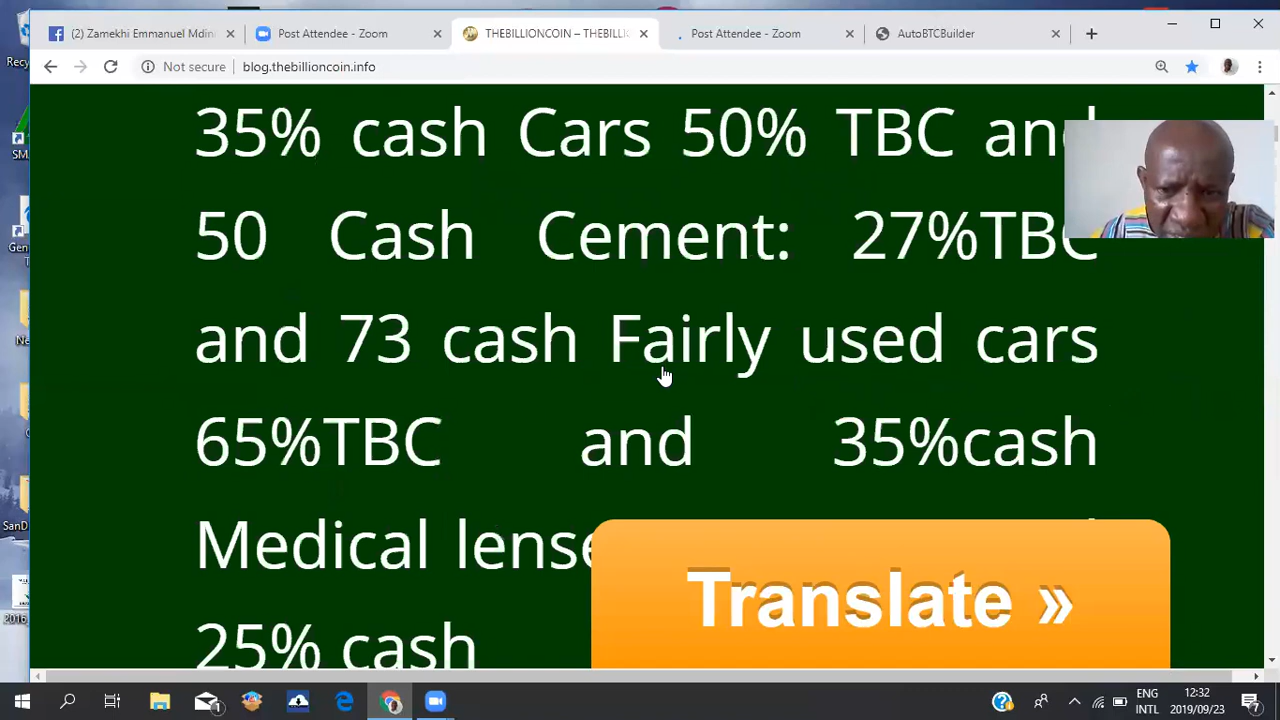 (2) Zamekhi Emmanuel Mdin
Post Attendee - Zoom
THEBILLIONCOIN – THEBILLI
Post Attendee - Zoom
AutoBTCBuilder
Not secure
blog.thebillioncoin.info
35% cash Cars 50% TBC and
50 Cash Cement: 27%TBC
and 73 cash Fairly used cars
65%TBC and 35%cash
Medical lense
25% cash
Translate »
ENG
INTL
12:32
2019/09/23